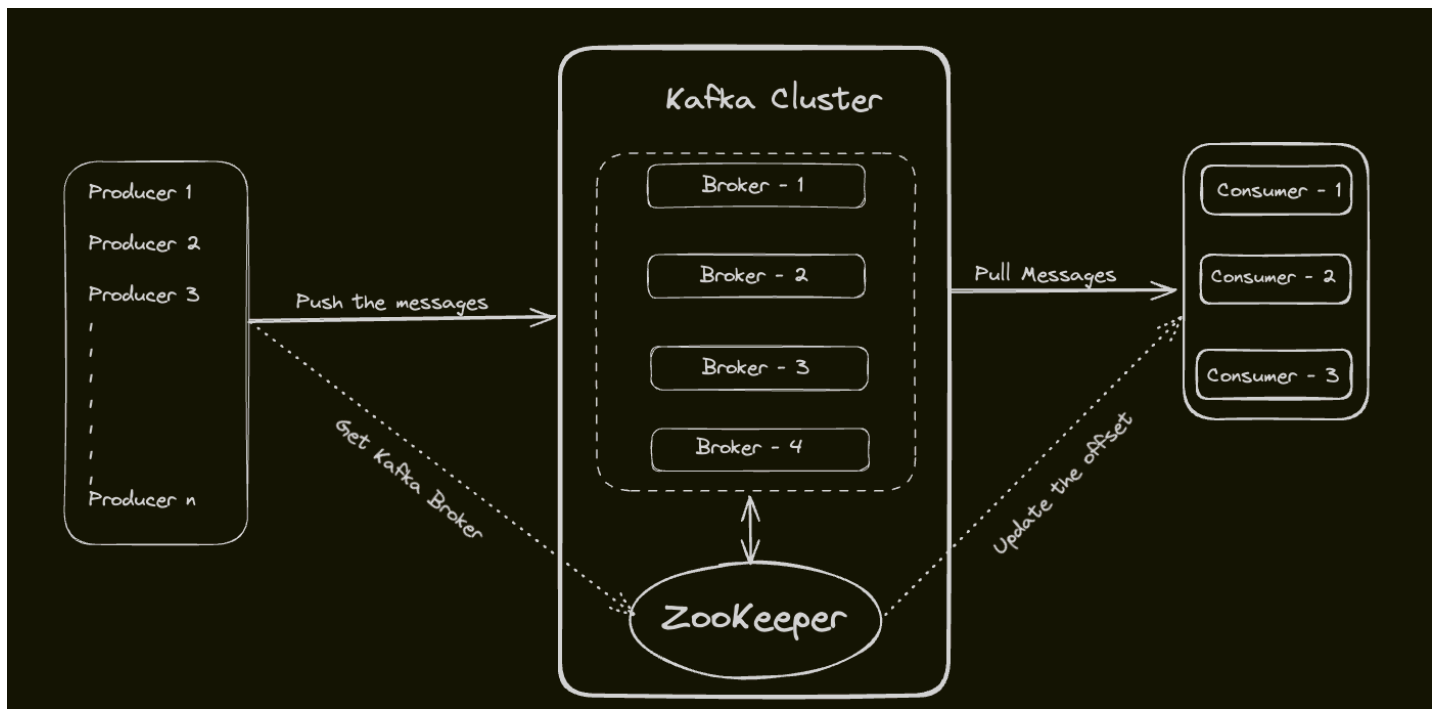 Kafka Cluster
Producer 1
Producer 2
Producer 3
Producer n
Push the messages
Get Kafka Broker
Broker - 1
Broker - 2
Broker - 3
Broker - 4
ZooKeeper
Pull Messages
Update the offset
Consumer - 1
Consumer - 2
Consumer - 3